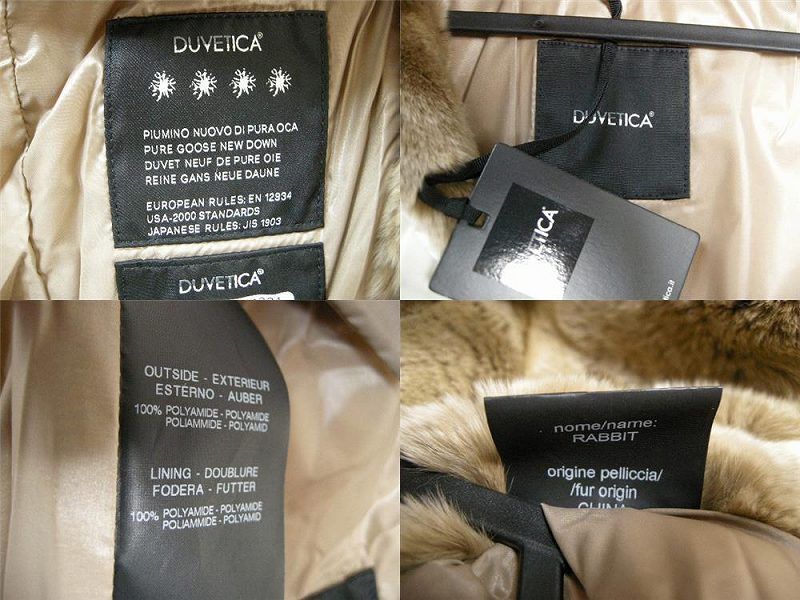 DUVETICA®
PIUMINO NUOVO DI PURA OCA
PURE GOOSE NEW DOWN
DUVET NEUF DE PURE OIE
REINE GANS NEUE DAUNE
EUROPEAN RULES: EN 12934
USA-2000 STANDARDS
JAPANESE RULES: JIS 1903
DUVETICA®
DUVETICA®
OUTSIDE - EXTERIEUR
ESTERNO - AUBER
100% POLYAMIDE - POLYAMIDE
POLIAMMIDE - POLYAMID
LINING - DOUBLURE
FODERA - FUTTER
100% POLYAMIDE - POLYAMIDE
POLIAMMIDE - POLYAMID
nome/name:
RABBIT
origine pelliccia/
/fur origin
CHINA